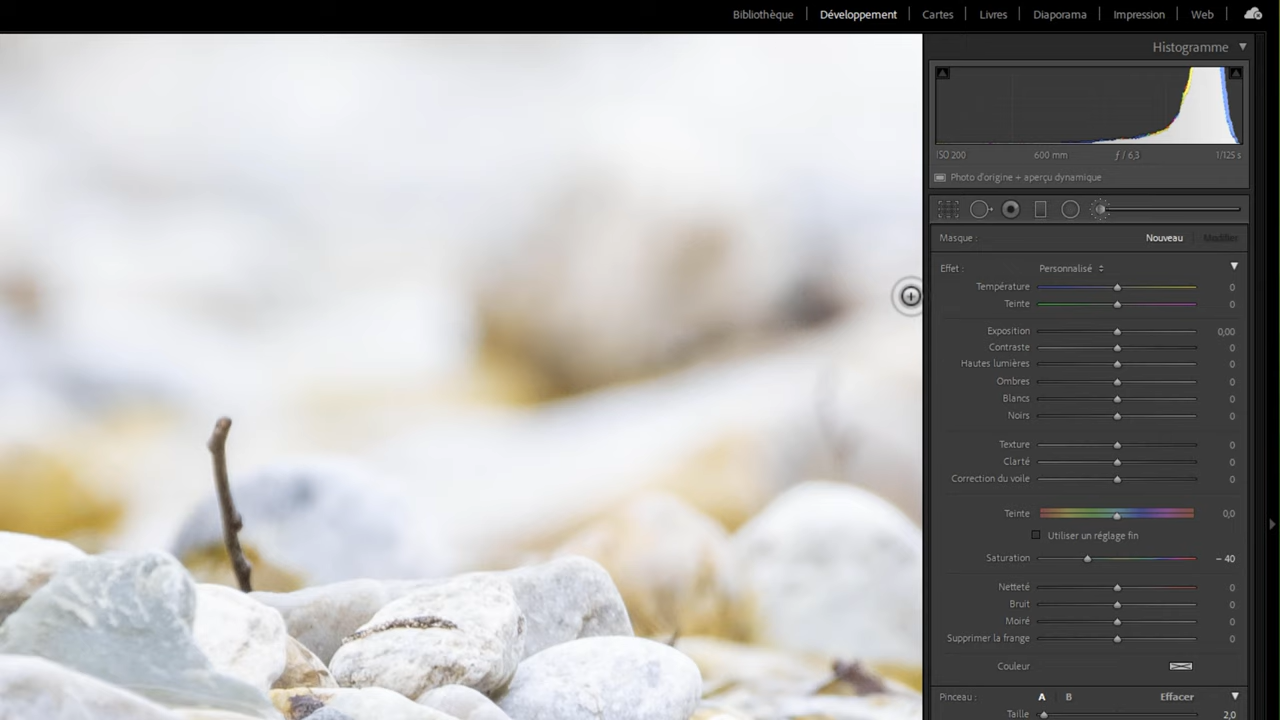 Bibliothèque | Développement | Cartes | Livres | Diaporama | Impression | Web |
Histogramme
ISO 200 600 mm ƒ / 6,3 1/125 s
Photo d'origine + aperçu dynamique
Masque : Nouveau Modifier
Effet : Personnalisé
Température 0
Teinte 0
Exposition 0,00
Contraste 0
Hautes lumières 0
Ombres 0
Blancs 0
Noirs 0
Texture 0
Clarté 0
Correction du voile 0
Teinte 0,0
Utiliser un réglage fin
Saturation – 40
Netteté 0
Bruit 0
Moiré 0
Supprimer la frange 0
Couleur
Pinceau : A B Effacer
Taille 2,0